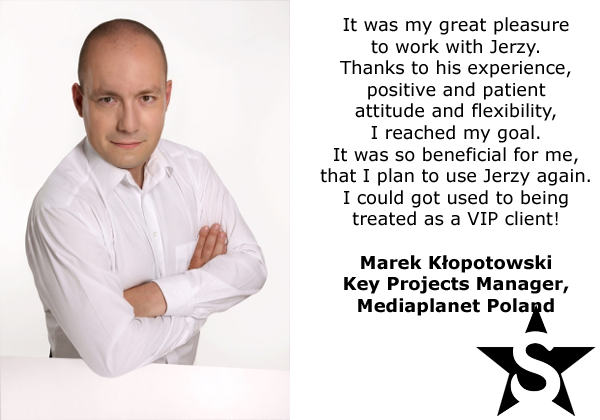 It was my great pleasure
to work with Jerzy.
Thanks to his experience,
positive and patient
attitude and flexibility,
I reached my goal.
It was so beneficial for me,
that I plan to use Jerzy again.
I could got used to being
treated as a VIP client!
Marek Kłopotowski
Key Projects Manager,
Mediaplanet Poland
S